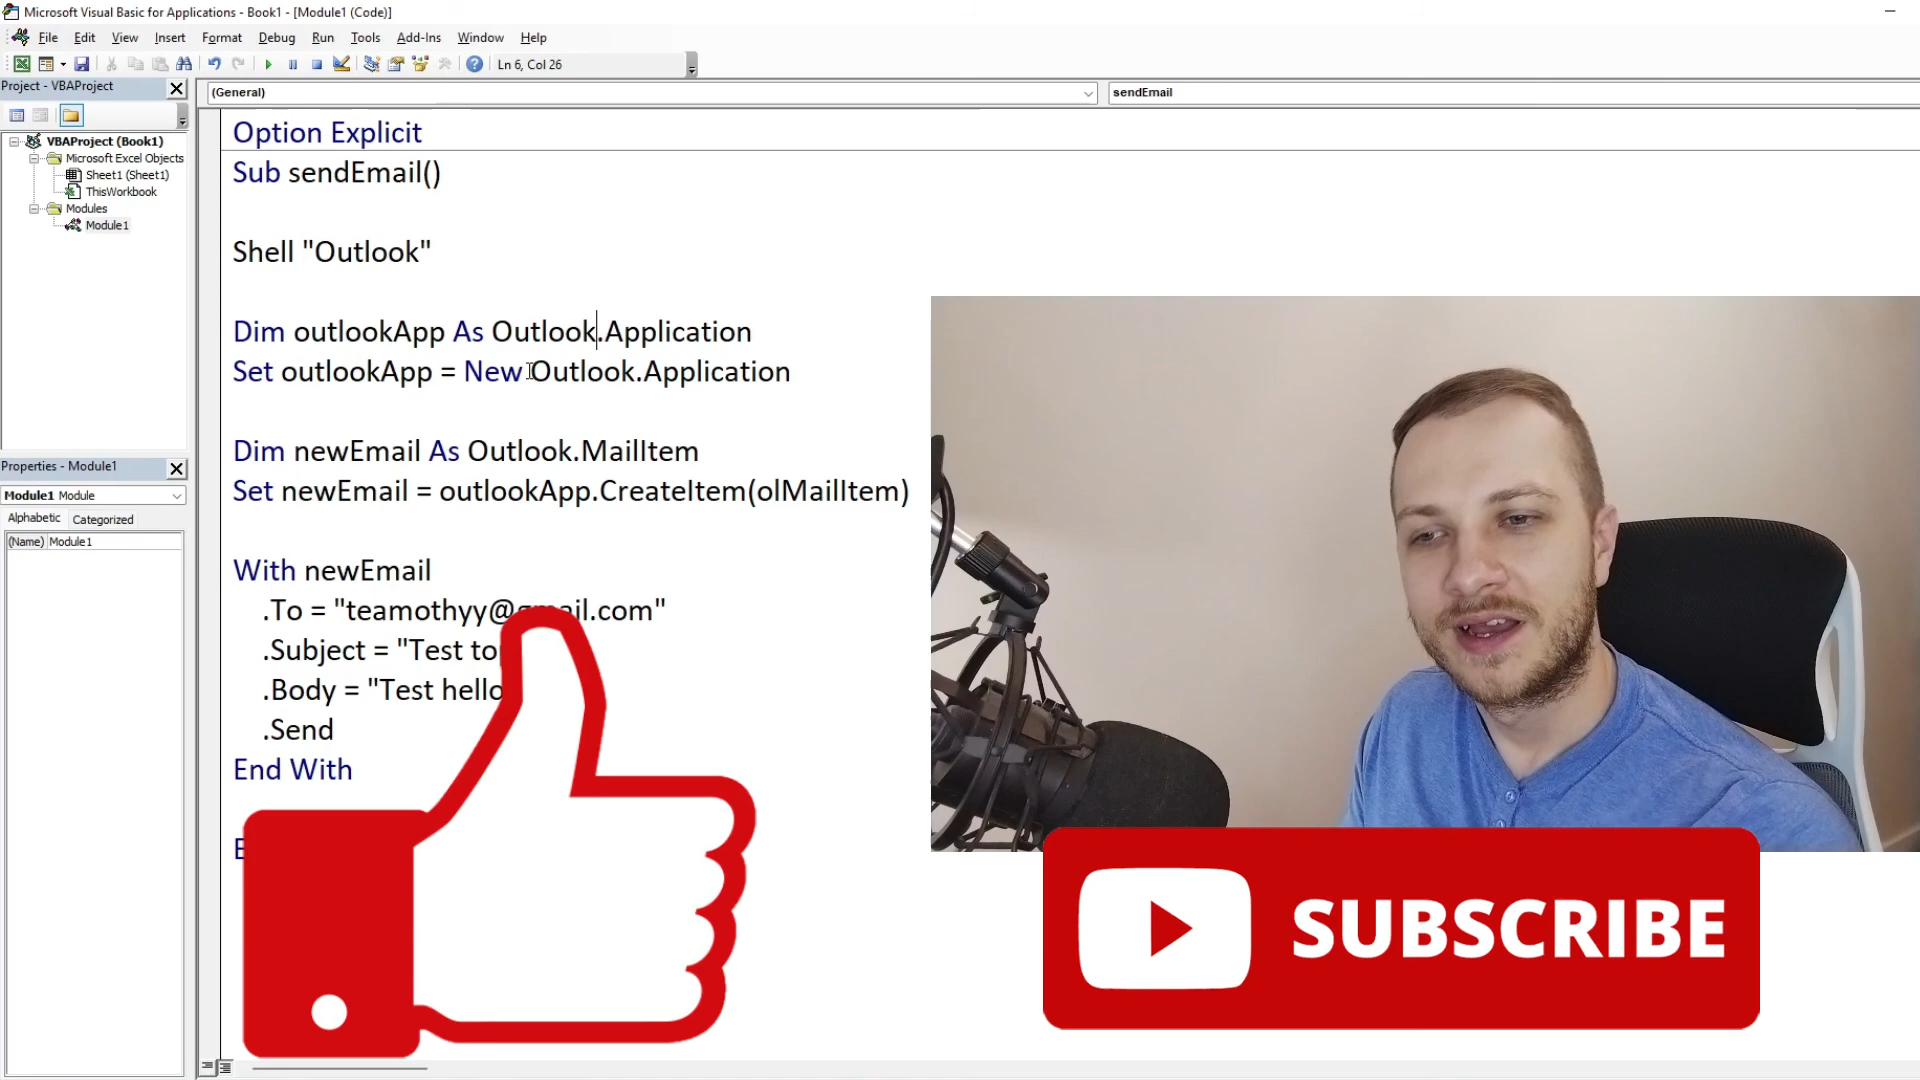 Microsoft Visual Basic for Applications - Book1 - [Module1 (Code)]
File Edit View Insert Format Debug Run Tools Add-Ins Window Help
Ln 6, Col 26
Project - VBAProject
(General)
sendEmail
VBAProject (Book1)
Microsoft Excel Objects
Sheet1 (Sheet1)
ThisWorkbook
Modules
Module1
Properties - Module1
Module1 Module
Alphabetic Categorized
(Name) Module1
Option Explicit
Sub sendEmail()
Shell "Outlook"
Dim outlookApp As Outlook.Application
Set outlookApp = New Outlook.Application
Dim newEmail As Outlook.MailItem
Set newEmail = outlookApp.CreateItem(olMailItem)
With newEmail
.To = "teamothyy@gmail.com"
.Subject = "Test
.Body = "Test hello
.Send
End With
SUBSCRIBE